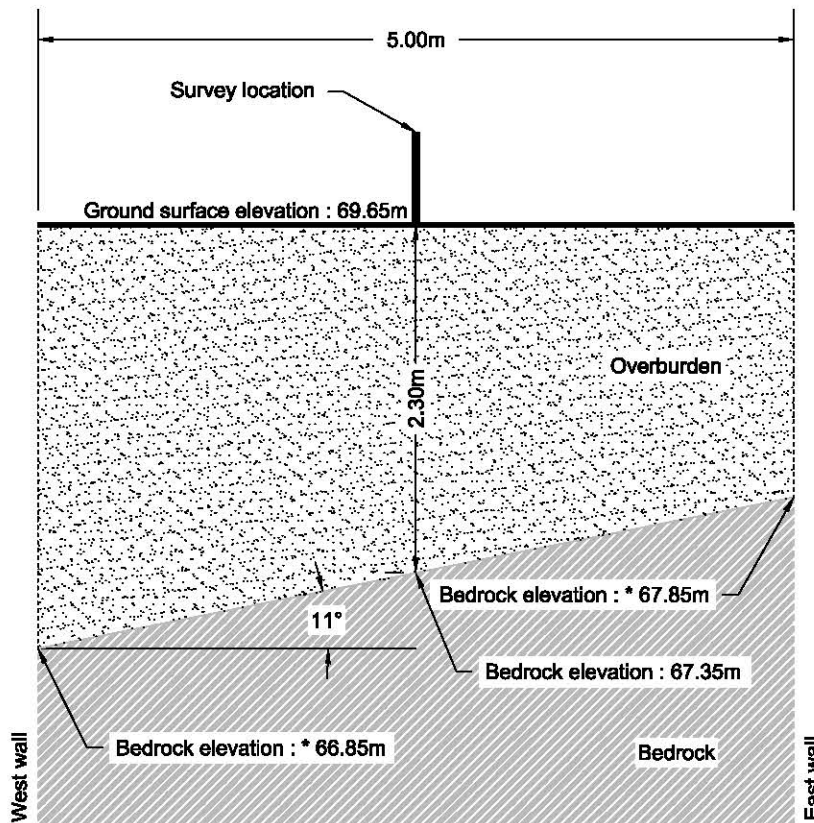 5.00m
Survey location
Ground surface elevation : 69.65m
Overburden
2.30m
Bedrock elevation : * 67.85m
11°
Bedrock elevation : 67.35m
Bedrock elevation : * 66.85m
Bedrock
West wall
East wall